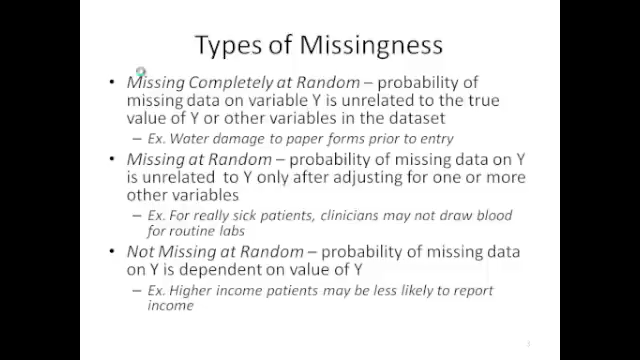 Types of Missingness
• Missing Completely at Random – probability of
missing data on variable Y is unrelated to the true
value of Y or other variables in the dataset
– Ex. Water damage to paper forms prior to entry
• Missing at Random – probability of missing data on Y
is unrelated to Y only after adjusting for one or more
other variables
– Ex. For really sick patients, clinicians may not draw blood
for routine labs
• Not Missing at Random – probability of missing data
on Y is dependent on value of Y
– Ex. Higher income patients may be less likely to report
income